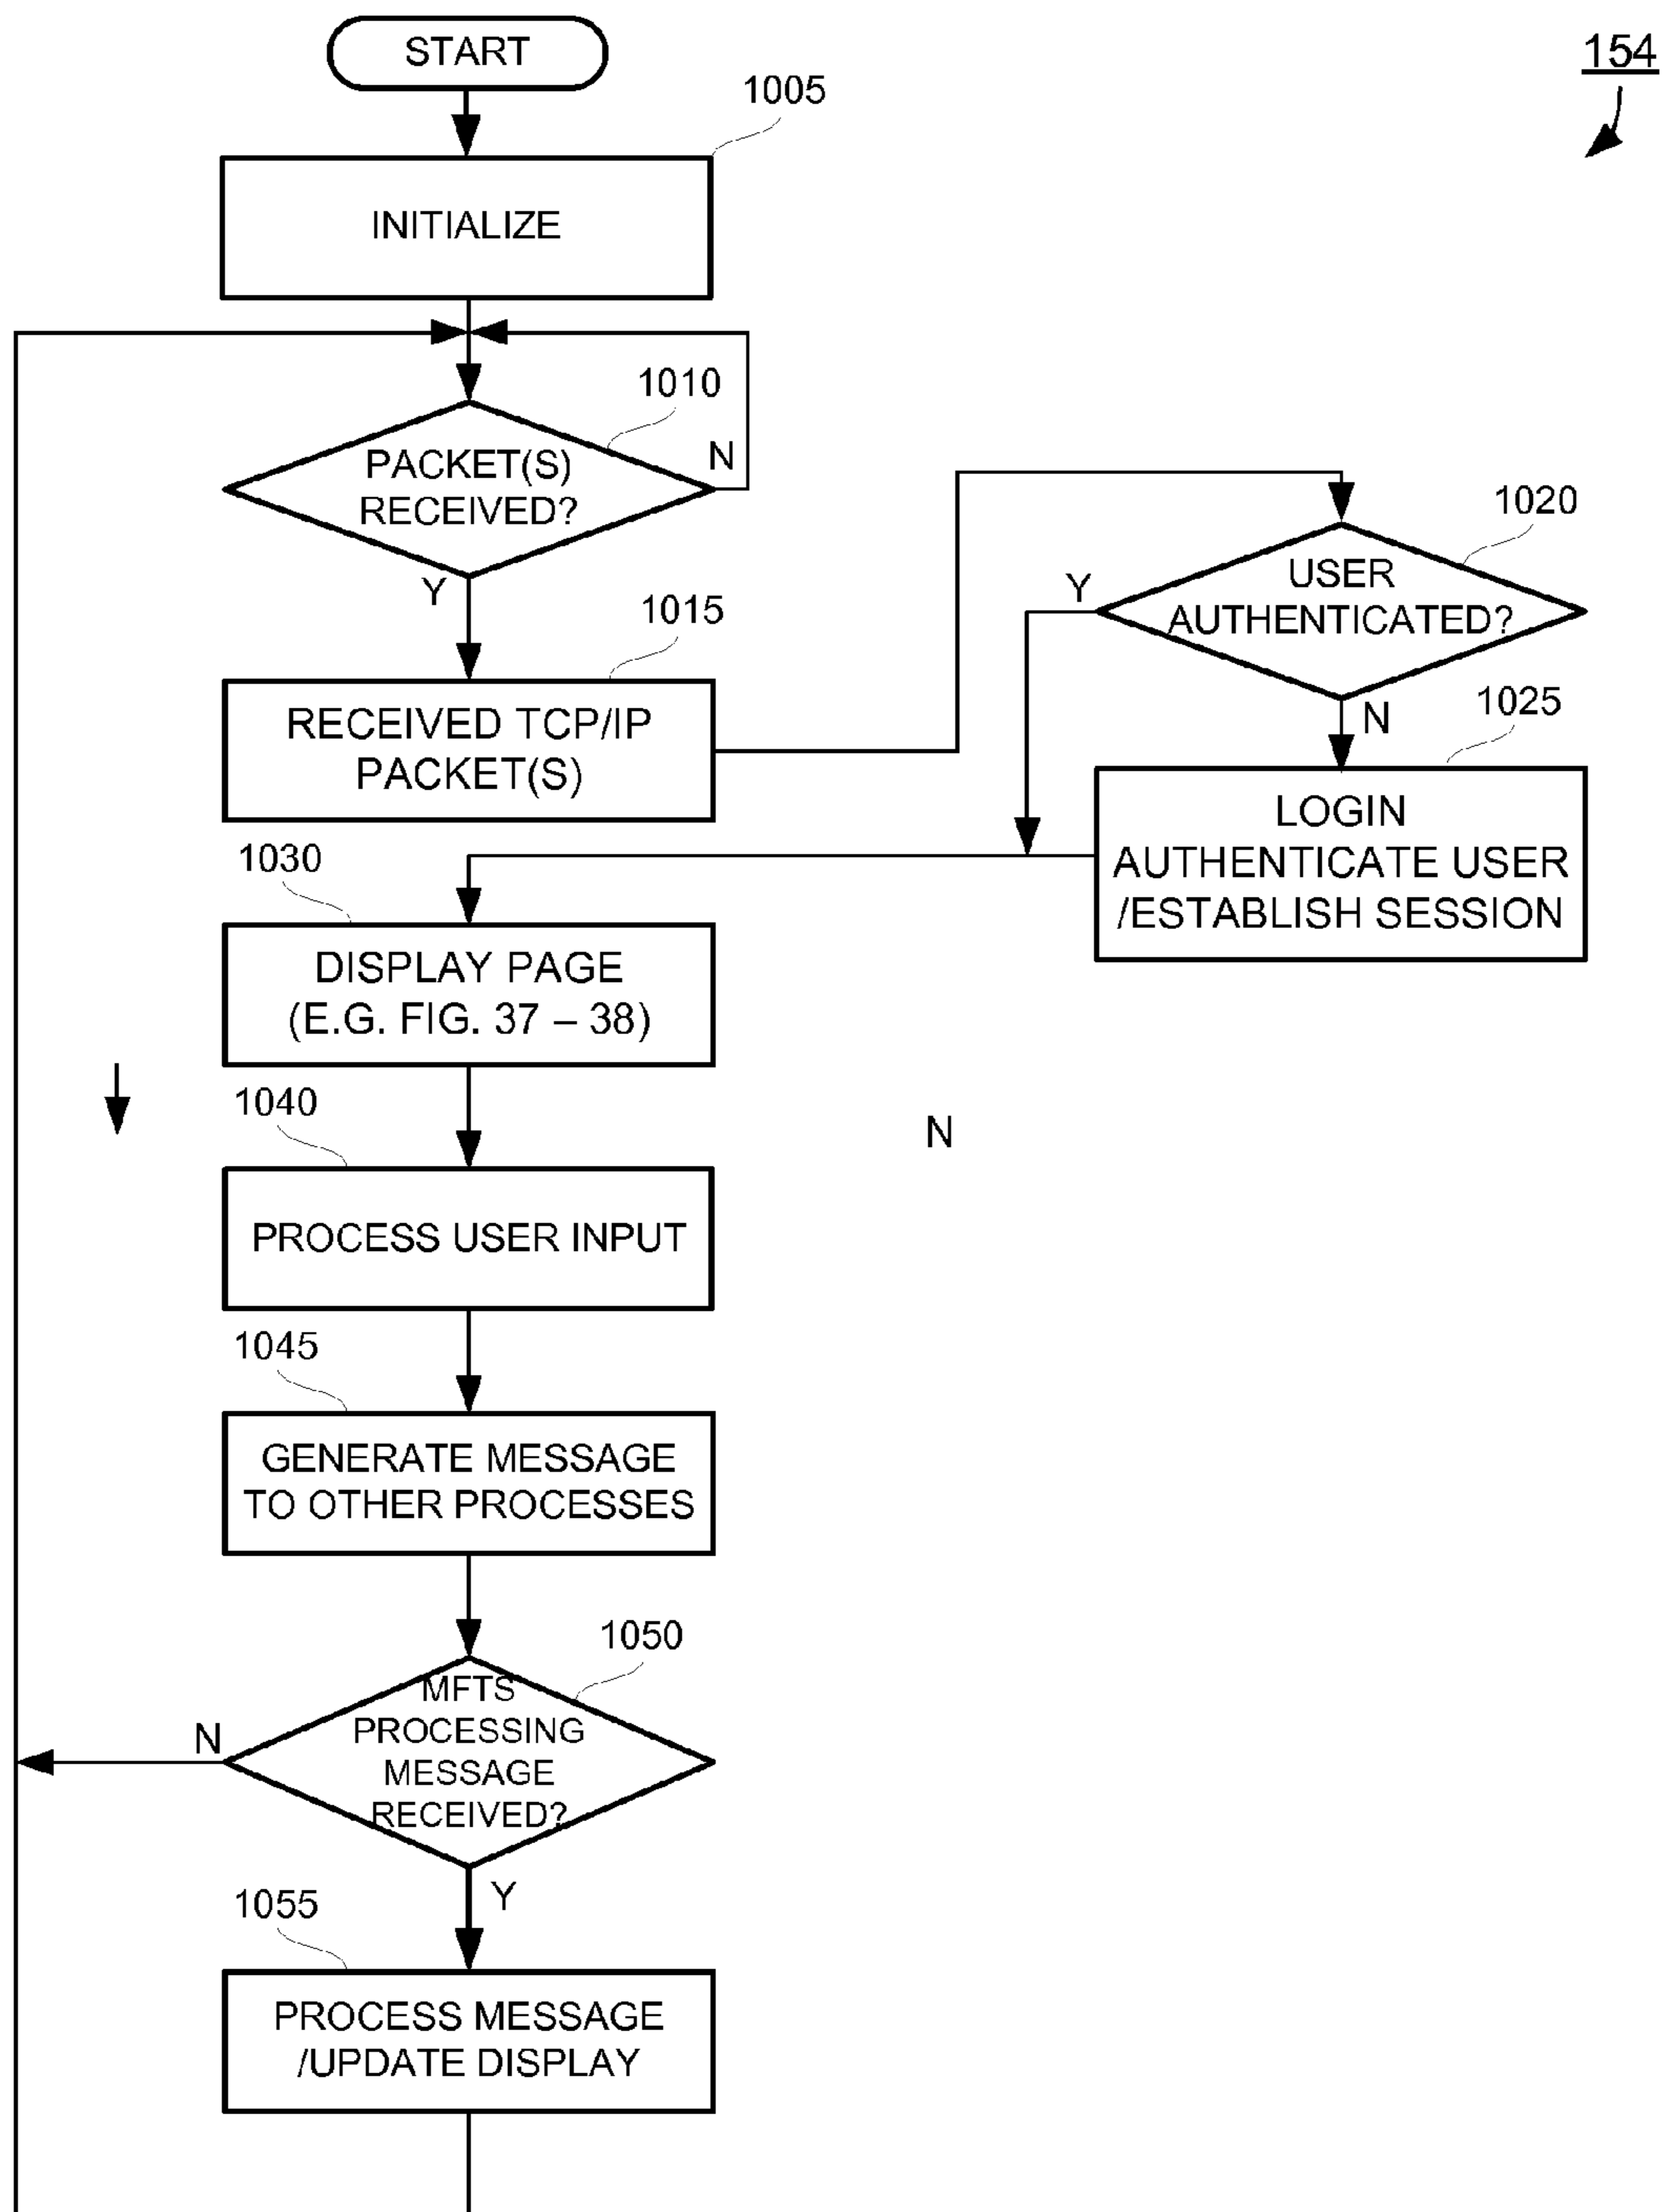 START
154
1005
INITIALIZE
1010
PACKET(S)
RECEIVED?
N
Y
1020
USER
AUTHENTICATED?
Y
N
1015
RECEIVED TCP/IP
PACKET(S)
1025
LOGIN
AUTHENTICATE USER
/ESTABLISH SESSION
1030
DISPLAY PAGE
(E.G. FIG. 37 – 38)
1040
N
PROCESS USER INPUT
1045
GENERATE MESSAGE
TO OTHER PROCESSES
1050
MFTS
PROCESSING
MESSAGE
RECEIVED?
N
Y
1055
PROCESS MESSAGE
/UPDATE DISPLAY